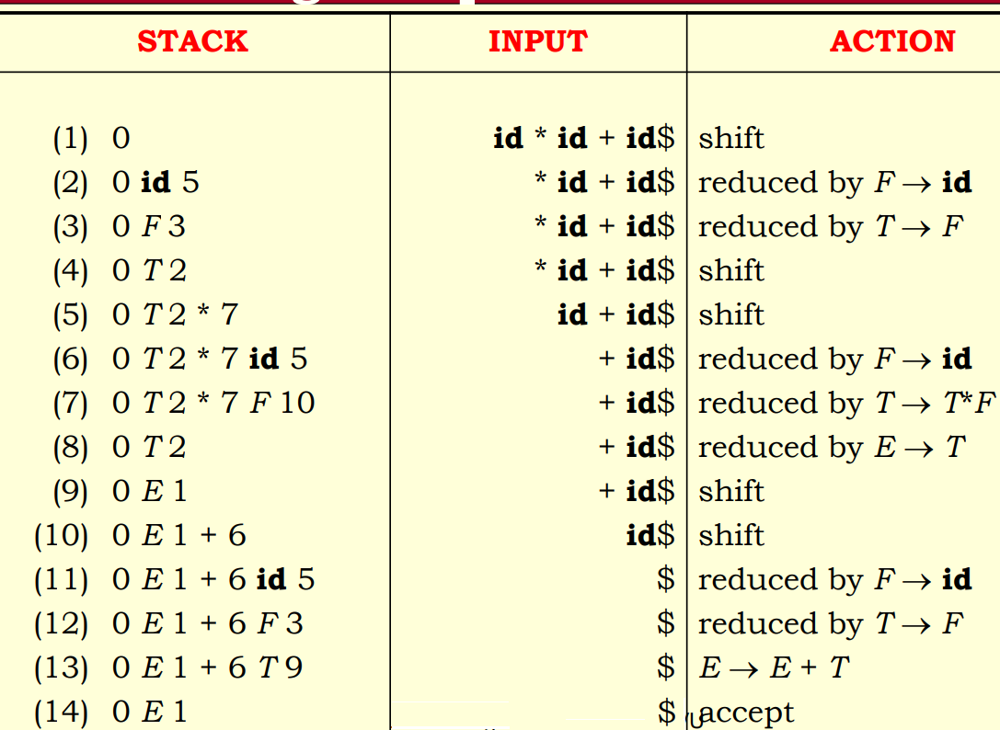 STACK INPUT ACTION
(1) 0 id * id + id$ shift
(2) 0 id 5 * id + id$ reduced by F → id
(3) 0 F 3 * id + id$ reduced by T → F
(4) 0 T 2 * id + id$ shift
(5) 0 T 2 * 7 id + id$ shift
(6) 0 T 2 * 7 id 5 + id$ reduced by F → id
(7) 0 T 2 * 7 F 10 + id$ reduced by T → T*F
(8) 0 T 2 + id$ reduced by E → T
(9) 0 E 1 + id$ shift
(10) 0 E 1 + 6 id$ shift
(11) 0 E 1 + 6 id 5 $ reduced by F → id
(12) 0 E 1 + 6 F 3 $ reduced by T → F
(13) 0 E 1 + 6 T 9 $ E → E + T
(14) 0 E 1 $ accept